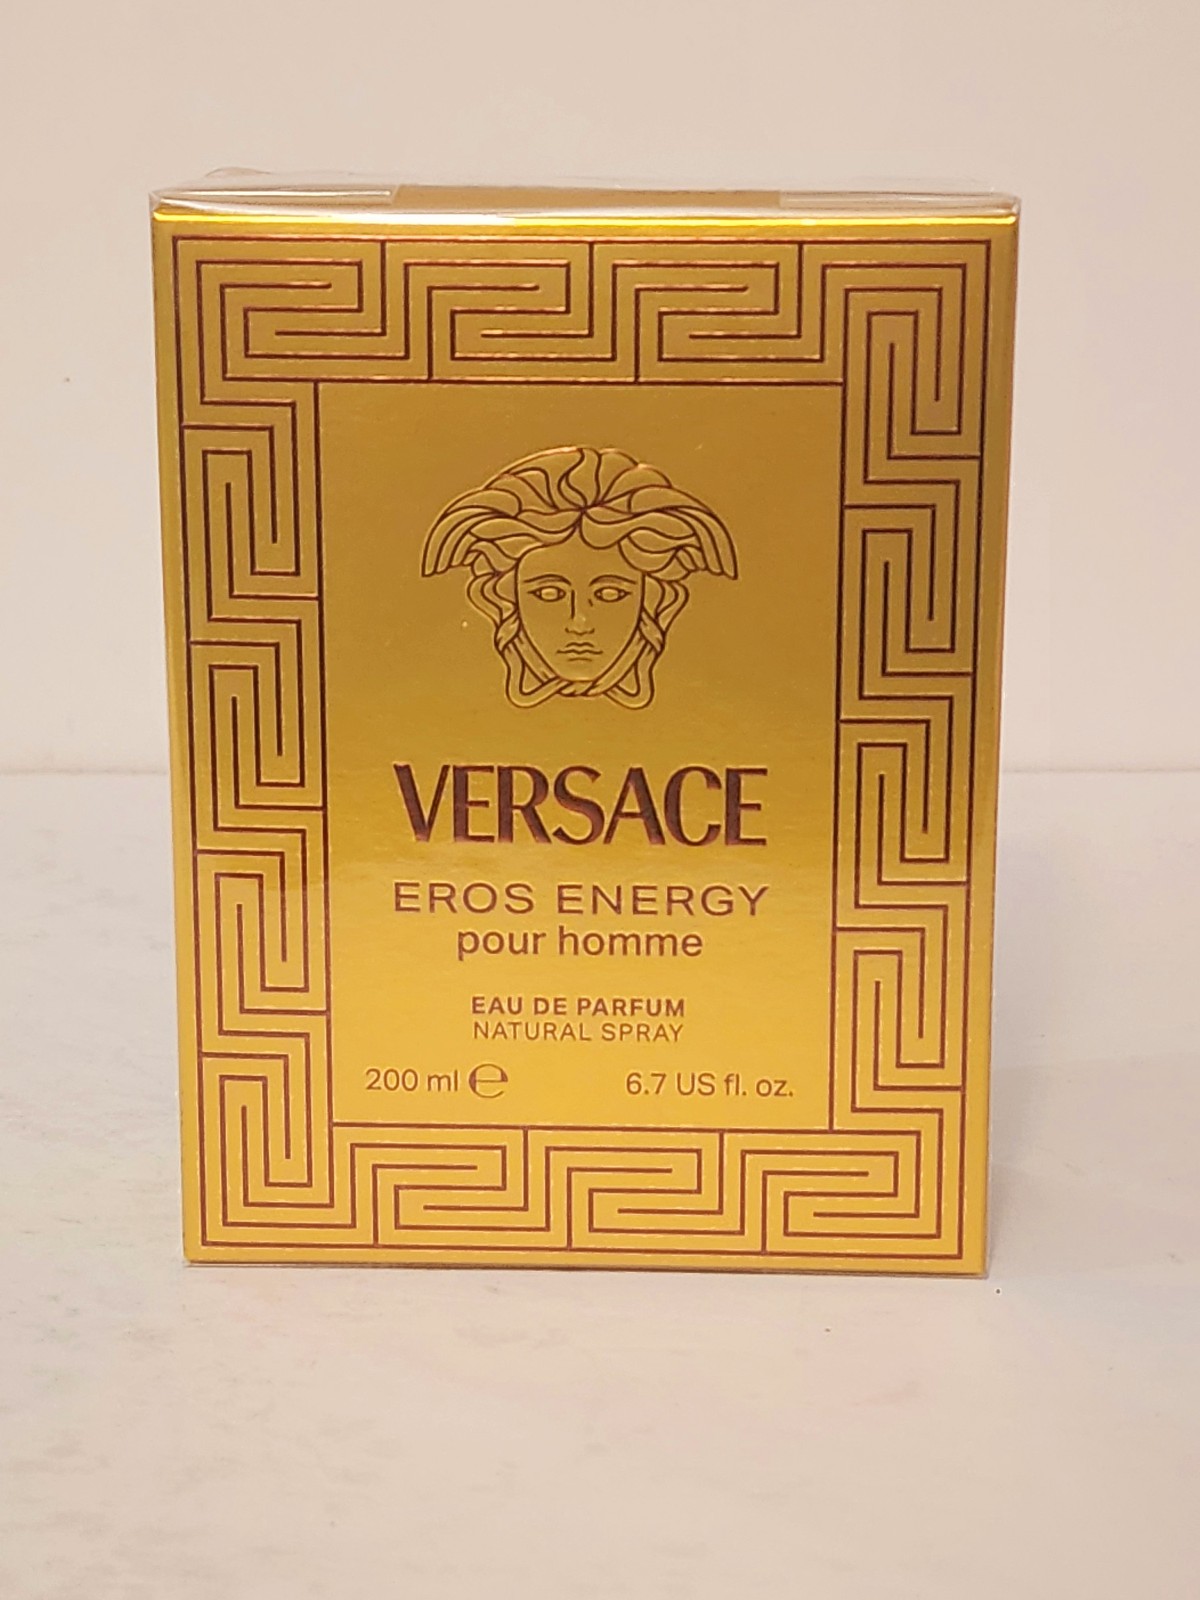 VERSACE
EROS ENERGY
pour homme
EAU DE PARFUM
NATURAL SPRAY
200 ml ℮ 6.7 US fl. oz.